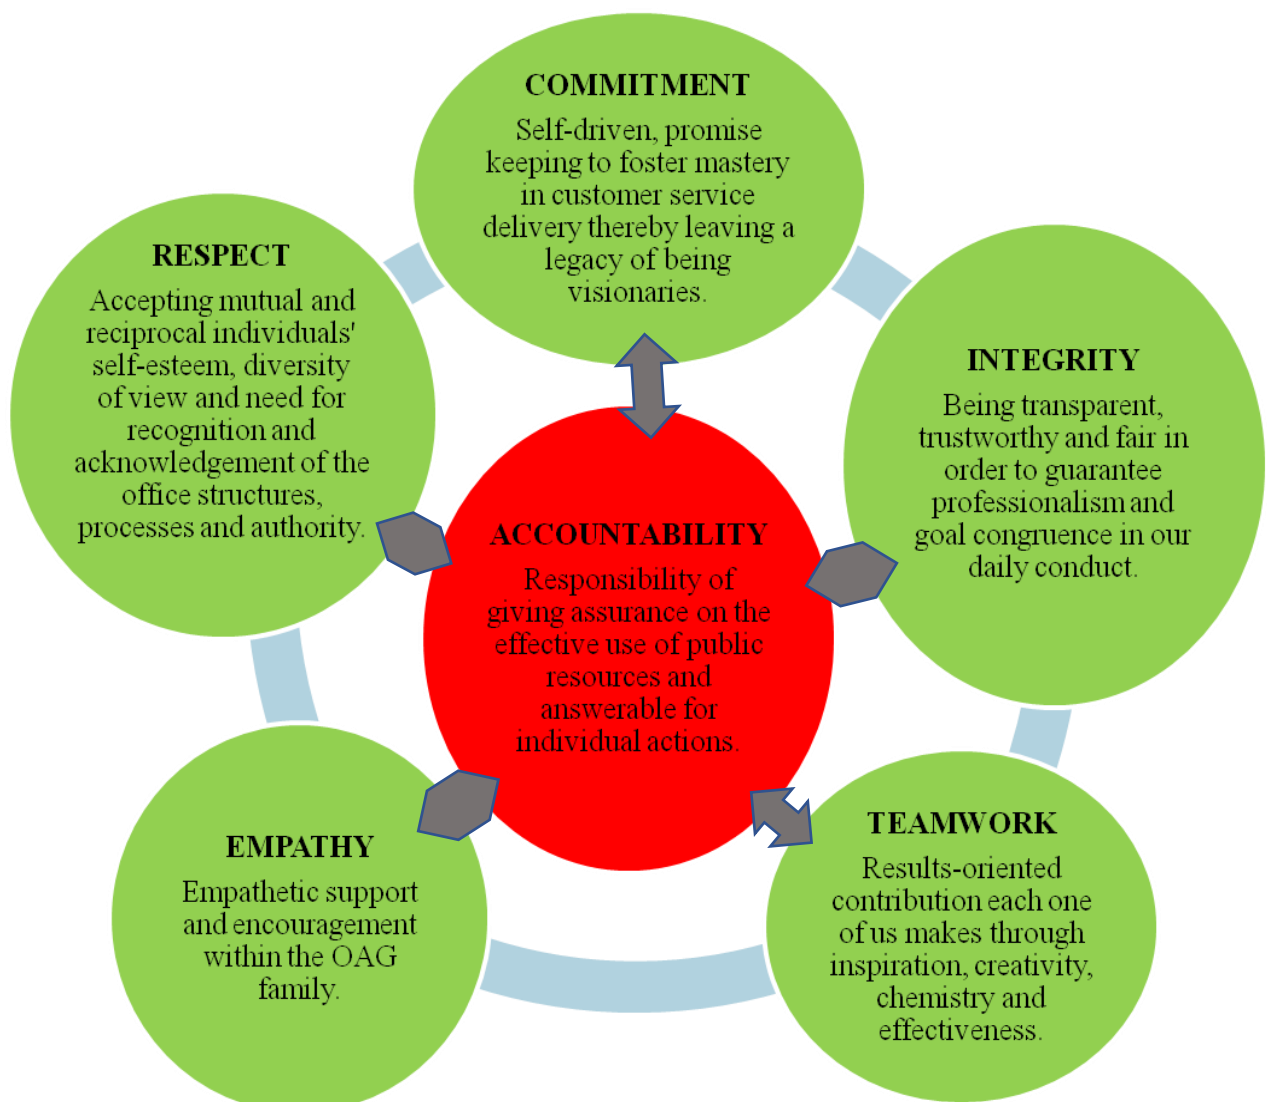 COMMITMENT
Self-driven, promise
keeping to foster mastery
in customer service
delivery thereby leaving a
legacy of being
visionaries.
RESPECT
Accepting mutual and
reciprocal individuals'
self-esteem, diversity
of view and need for
recognition and
acknowledgement of the
office structures,
processes and authority.
INTEGRITY
Being transparent,
trustworthy and fair in
order to guarantee
professionalism and
goal congruence in our
daily conduct.
ACCOUNTABILITY
Responsibility of
giving assurance on the
effective use of public
resources and
answerable for
individual actions.
EMPATHY
Empathetic support
and encouragement
within the OAG
family.
TEAMWORK
Results-oriented
contribution each one
of us makes through
inspiration, creativity,
chemistry and
effectiveness.